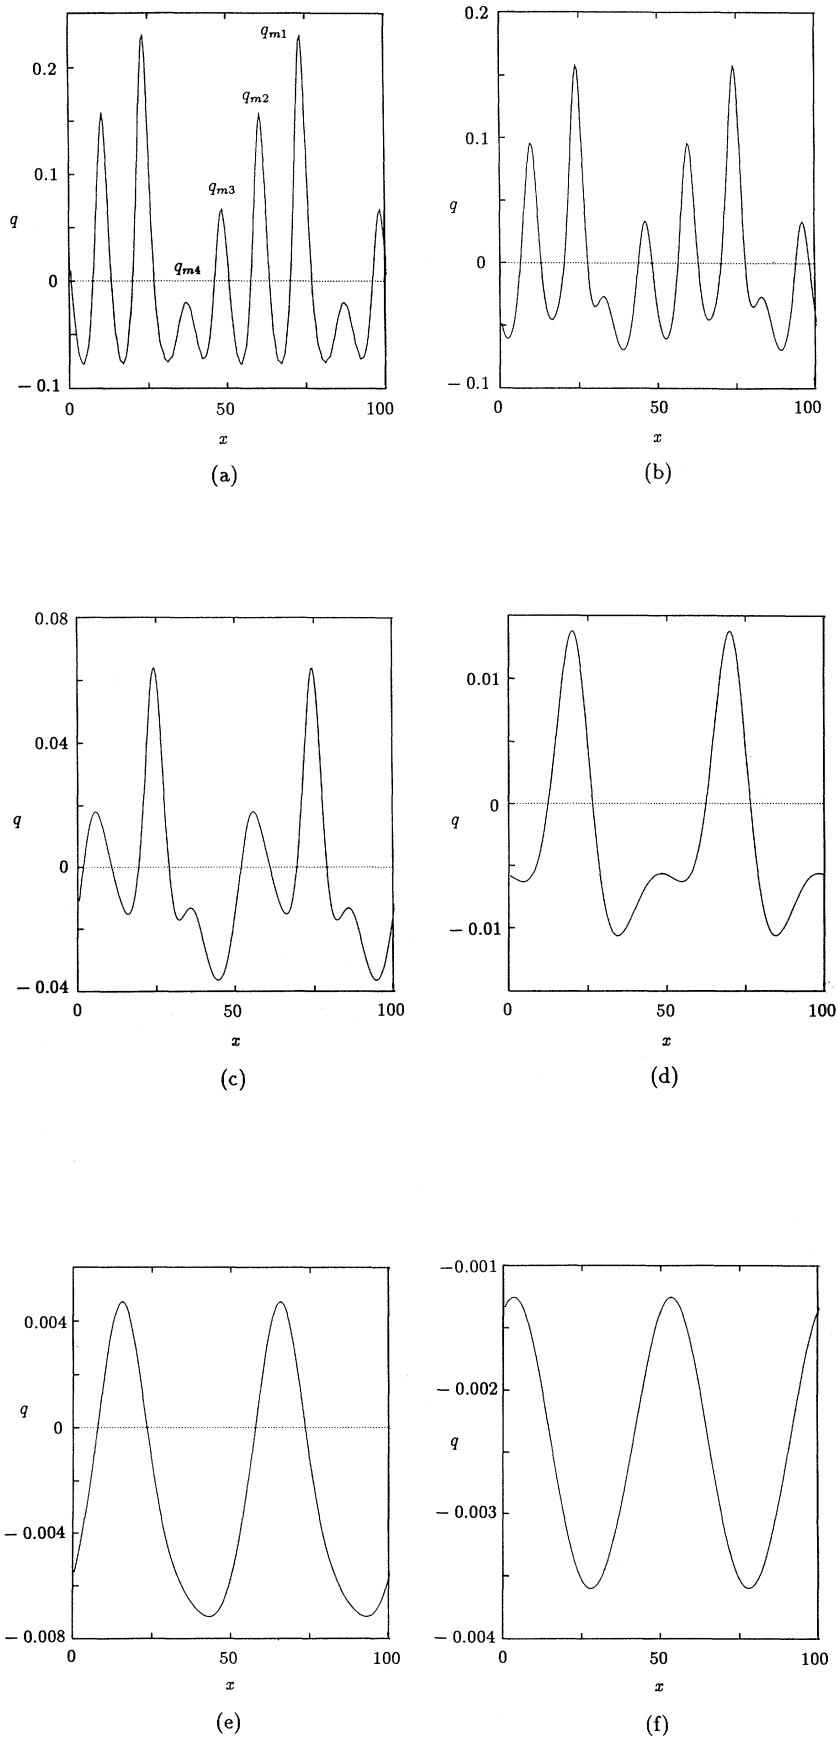 q_{m1}
q_{m2}
q_{m3}
q_{m4}
0.2
0.1
q
0
− 0.1
0
50
100
x
(a)
0.2
0.1
q
0
− 0.1
0
50
100
x
(b)
0.08
0.04
q
0
− 0.04
0
50
100
x
(c)
0.01
0
q
− 0.01
0
50
100
x
(d)
0.004
q
0
− 0.004
− 0.008
0
50
100
x
(e)
−0.001
− 0.002
q
− 0.003
− 0.004
0
50
100
x
(f)